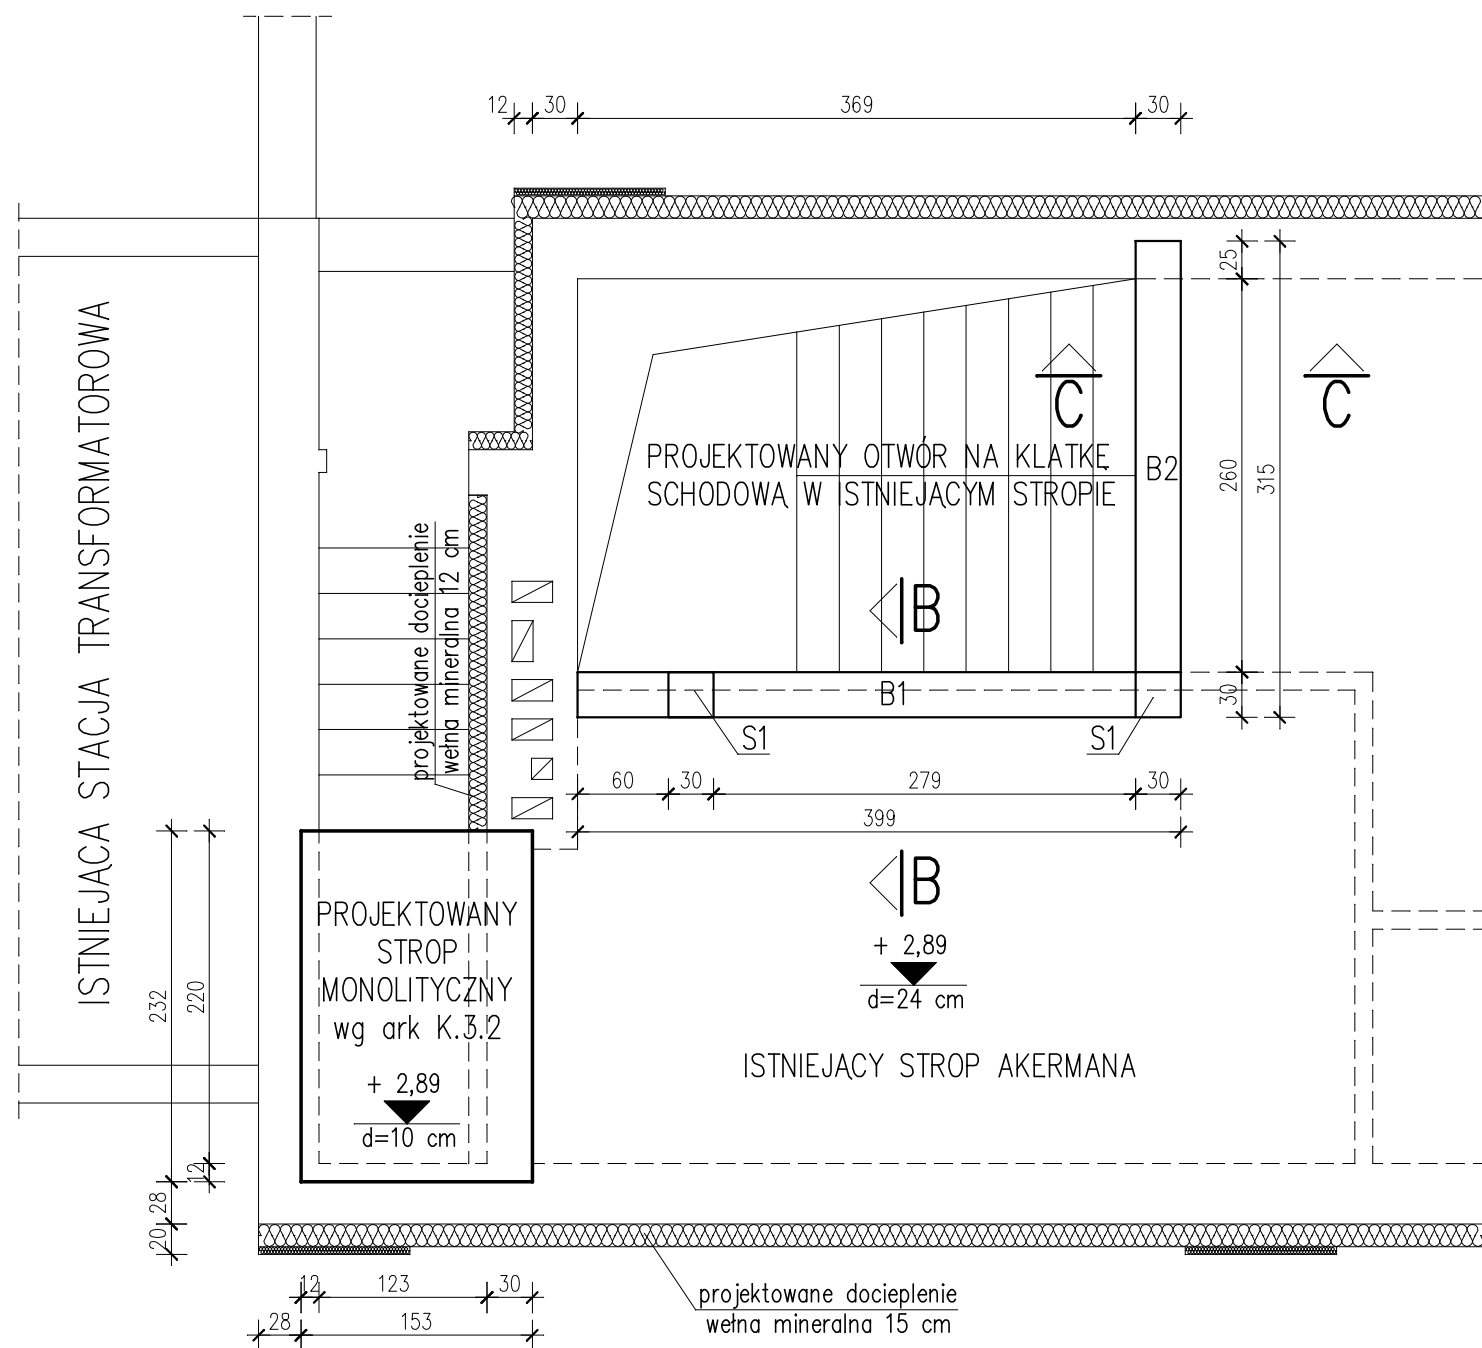 12
30
369
30
25
ISTNIEJĄCA STACJA TRANSFORMATOROWA
C
C
PROJEKTOWANY OTWÓR NA KLATKĘ
SCHODOWĄ W ISTNIEJĄCYM STROPIE
B2
260
315
projektowane docieplenie
wełna mineralna 12 cm
B
B1
30
S1
S1
60
30
279
30
399
B
PROJEKTOWANY
STROP
MONOLITYCZNY
wg ark K.3.2
+ 2,89
d=24 cm
232
220
ISTNIEJĄCY STROP AKERMANA
+ 2,89
d=10 cm
12
28
20
12
123
30
28
153
projektowane docieplenie
wełna mineralna 15 cm